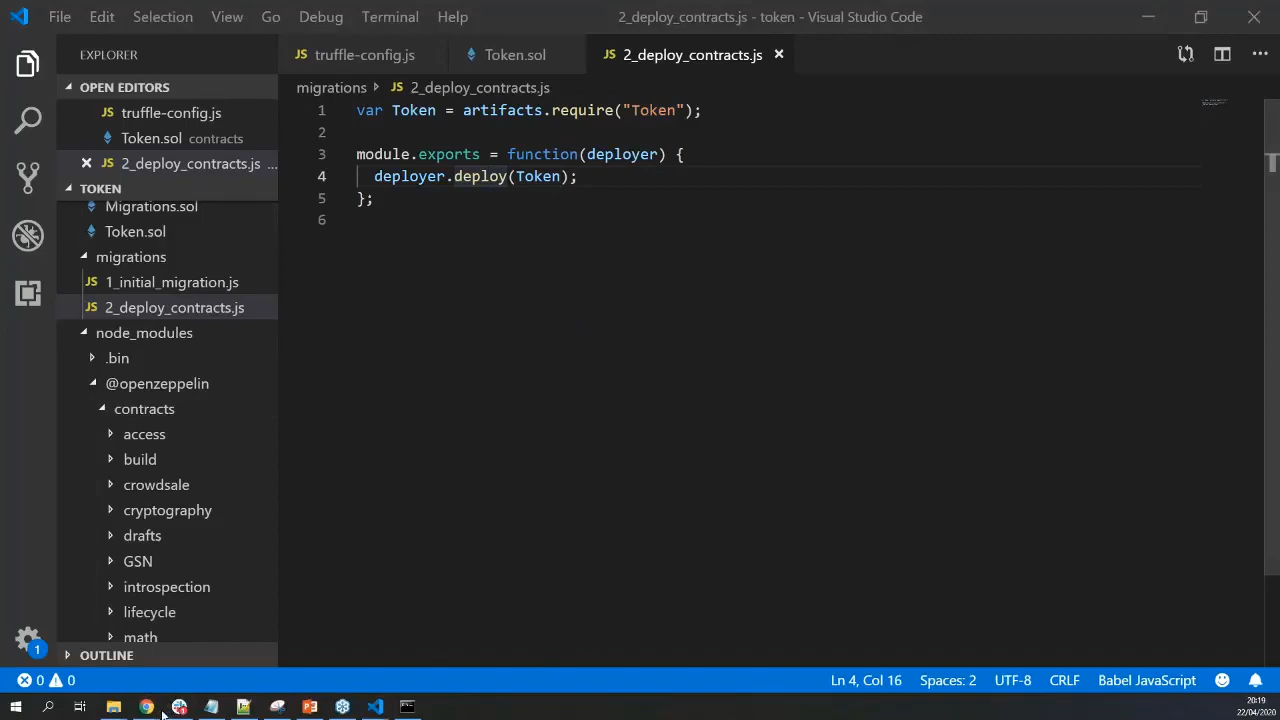 File Edit Selection View Go Debug Terminal Help 2_deploy_contracts.js - token - Visual Studio Code
EXPLORER
OPEN EDITORS
JS truffle-config.js
Token.sol contracts
JS 2_deploy_contracts.js ...
TOKEN
Migrations.sol
Token.sol
migrations
JS 1_initial_migration.js
JS 2_deploy_contracts.js
node_modules
.bin
@openzeppelin
contracts
access
build
crowdsale
cryptography
drafts
GSN
introspection
lifecycle
math
OUTLINE
1
JS truffle-config.js Token.sol JS 2_deploy_contracts.js
migrations JS 2_deploy_contracts.js
1 var Token = artifacts.require("Token");
2
3 module.exports = function(deployer) {
4 deployer.deploy(Token);
5 };
6
0 0 Ln 4, Col 16 Spaces: 2 UTF-8 CRLF Babel JavaScript
20:19
22/04/2020